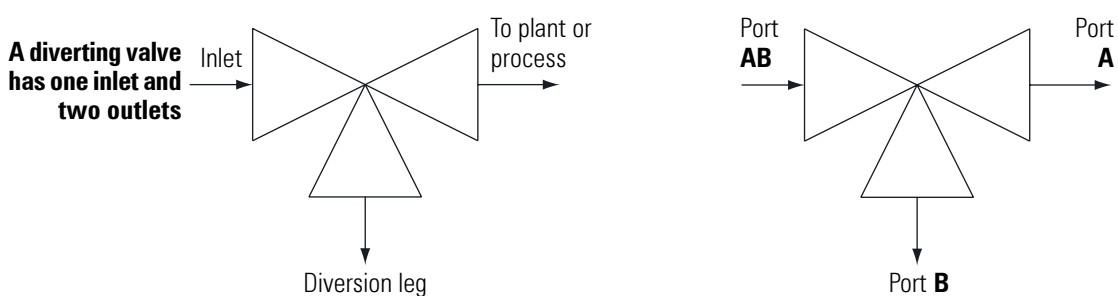 A diverting valve
has one inlet and
two outlets
Inlet
To plant or
process
Diversion leg
Port
AB
Port
A
Port B